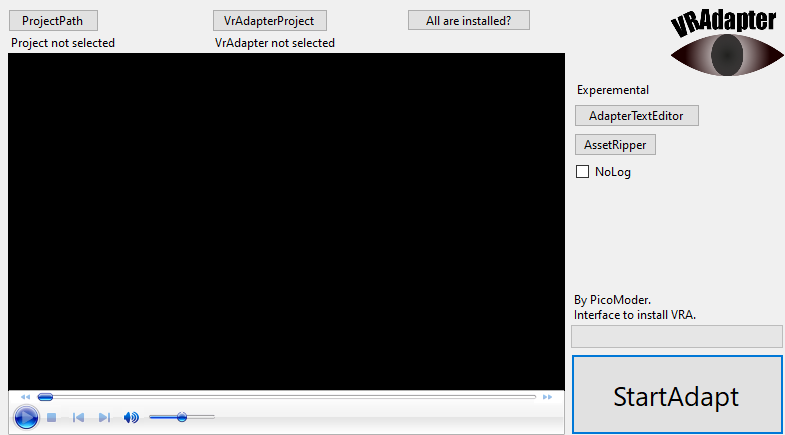 ProjectPath
VrAdapterProject
All are installed?
VRAdapter
Project not selected
VrAdapter not selected
Experemental
AdapterTextEditor
AssetRipper
NoLog
By PicoModer.
Interface to install VRA.
StartAdapt